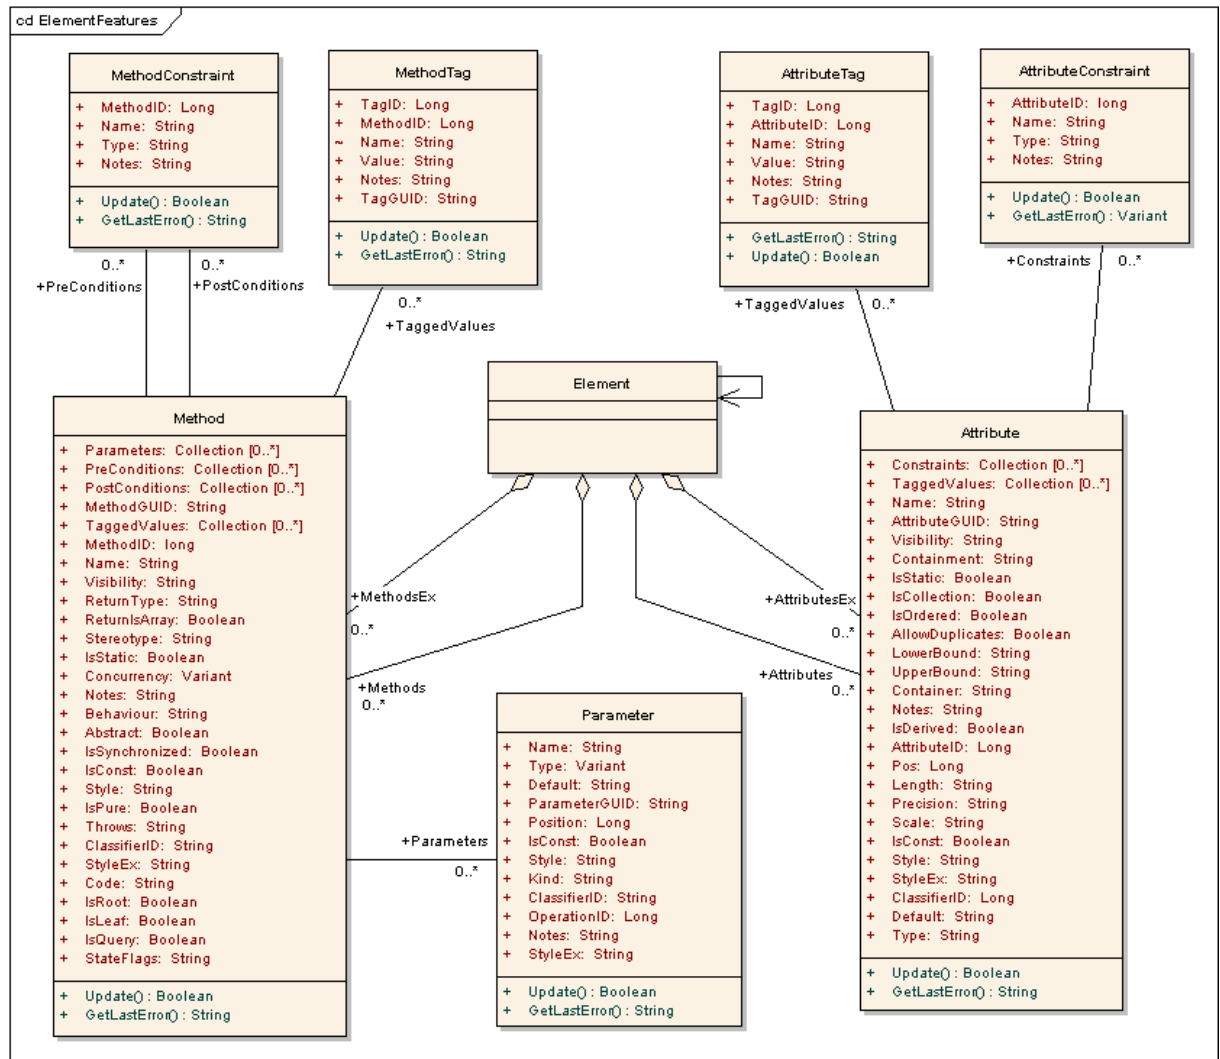 cd ElementFeatures
MethodConstraint
+ MethodID: Long
+ Name: String
+ Type: String
+ Notes: String
+ Update() : Boolean
+ GetLastError() : String
MethodTag
+ TagID: Long
+ MethodID: Long
~ Name: String
+ Value: String
+ Notes: String
+ TagGUID: String
+ Update() : Boolean
+ GetLastError() : String
AttributeTag
+ TagID: Long
+ AttributeID: Long
+ Name: String
+ Value: String
+ Notes: String
+ TagGUID: String
+ GetLastError() : String
+ Update() : Boolean
AttributeConstraint
+ AttributeID: long
+ Name: String
+ Type: String
+ Notes: String
+ Update() : Boolean
+ GetLastError() : Variant
0..*
0..*
+PreConditions
+PostConditions
0..*
+TaggedValues
+TaggedValues
0..*
+Constraints
0..*
Element
Method
+ Parameters: Collection [0..*]
+ PreConditions: Collection [0..*]
+ PostConditions: Collection [0..*]
+ MethodGUID: String
+ TaggedValues: Collection [0..*]
+ MethodID: long
+ Name: String
+ Visibility: String
+ ReturnType: String
+ ReturnIsArray: Boolean
+ Stereotype: String
+ IsStatic: Boolean
+ Concurrency: Variant
+ Notes: String
+ Behaviour: String
+ Abstract: Boolean
+ IsSynchronized: Boolean
+ IsConst: Boolean
+ Style: String
+ IsPure: Boolean
+ Throws: String
+ ClassifierID: String
+ StyleEx: String
+ Code: String
+ IsRoot: Boolean
+ IsLeaf: Boolean
+ IsQuery: Boolean
+ StateFlags: String
+ Update() : Boolean
+ GetLastError() : String
+MethodsEx
0..*
+Methods
0..*
+AttributesEx
0..*
+Attributes
0..*
+Parameters
0..*
Parameter
+ Name: String
+ Type: Variant
+ Default: String
+ ParameterGUID: String
+ Position: Long
+ IsConst: Boolean
+ Style: String
+ Kind: String
+ ClassifierID: String
+ OperationID: Long
+ Notes: String
+ StyleEx: String
+ Update() : Boolean
+ GetLastError() : String
Attribute
+ Constraints: Collection [0..*]
+ TaggedValues: Collection [0..*]
+ Name: String
+ AttributeGUID: String
+ Visibility: String
+ Containment: String
+ IsStatic: Boolean
+ IsCollection: Boolean
+ IsOrdered: Boolean
+ AllowDuplicates: Boolean
+ LowerBound: String
+ UpperBound: String
+ Container: String
+ Notes: String
+ IsDerived: Boolean
+ AttributeID: Long
+ Pos: Long
+ Length: String
+ Precision: String
+ Scale: String
+ IsConst: Boolean
+ Style: String
+ StyleEx: String
+ ClassifierID: Long
+ Default: String
+ Type: String
+ Update() : Boolean
+ GetLastError() : String